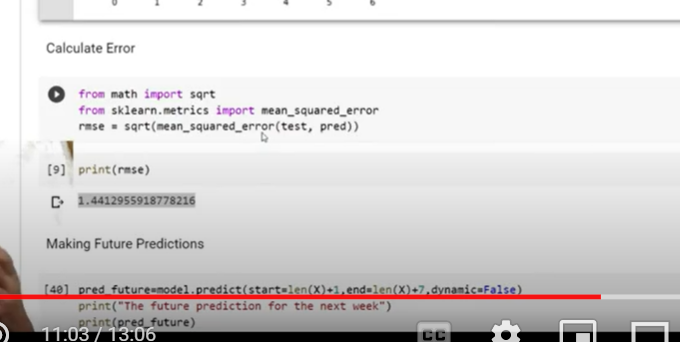 0 1 2 3 4 5 6
Calculate Error
from math import sqrt
from sklearn.metrics import mean_squared_error
rmse = sqrt(mean_squared_error(test, pred))
[9] print(rmse)
1.4412955918778216
Making Future Predictions
[40] pred_future=model.predict(start=len(X)+1,end=len(X)+7,dynamic=False)
print("The future prediction for the next week")
print(pred_future)
11:03 / 13:06
CC